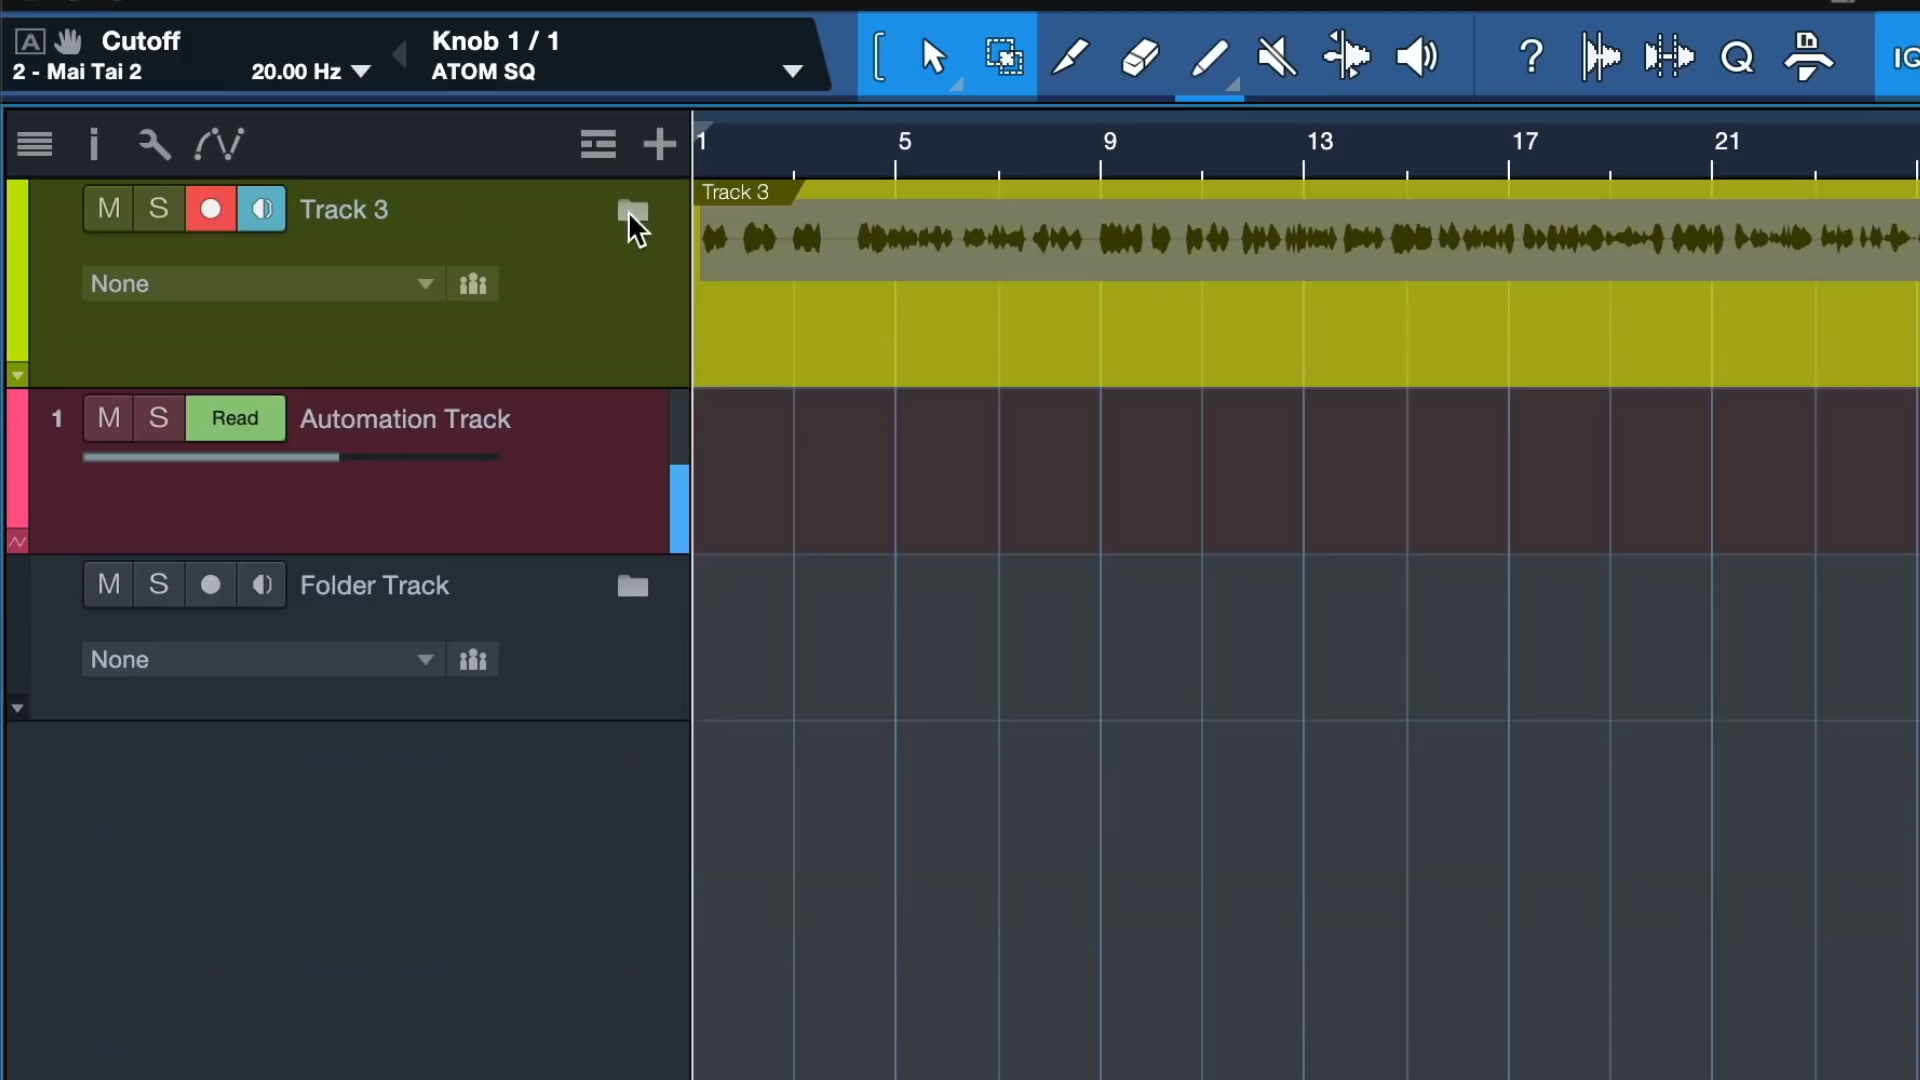 A Cutoff
2 - Mai Tai 2 20.00 Hz
Knob 1 / 1
ATOM SQ
? Q IQ
i
1 5 9 13 17 21
M S Track 3
None
Track 3
1 M S Read Automation Track
M S Folder Track
None